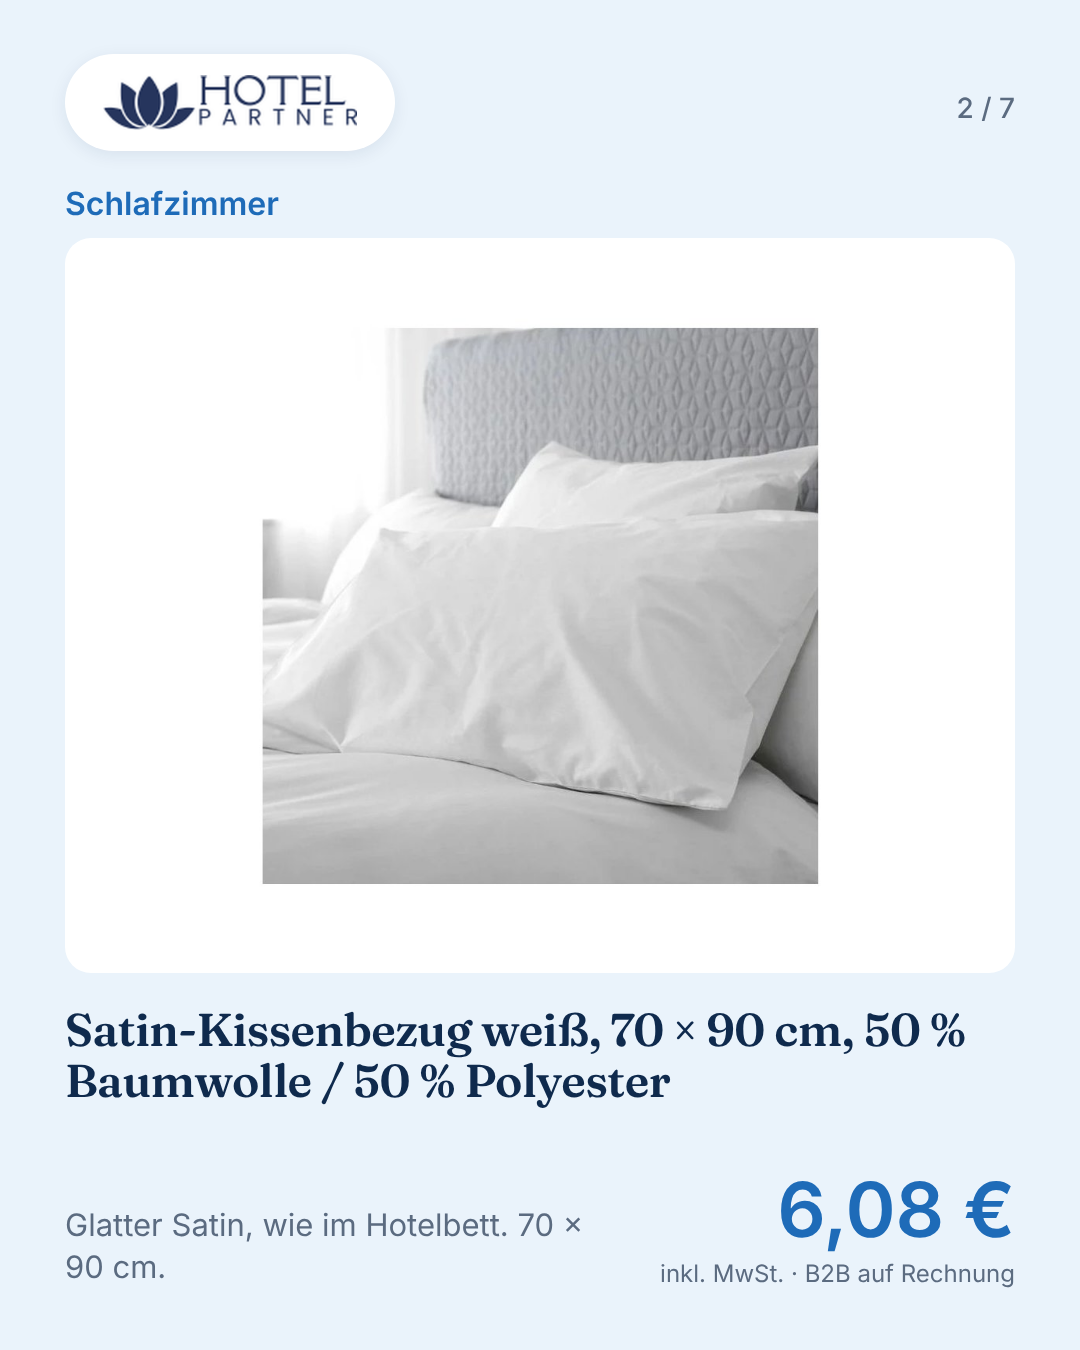 HOTEL
PARTNER
2 / 7
Schlafzimmer
Satin-Kissenbezug weiß, 70 × 90 cm, 50 %
Baumwolle / 50 % Polyester
Glatter Satin, wie im Hotelbett. 70 ×
90 cm.
6,08 €
inkl. MwSt. · B2B auf Rechnung